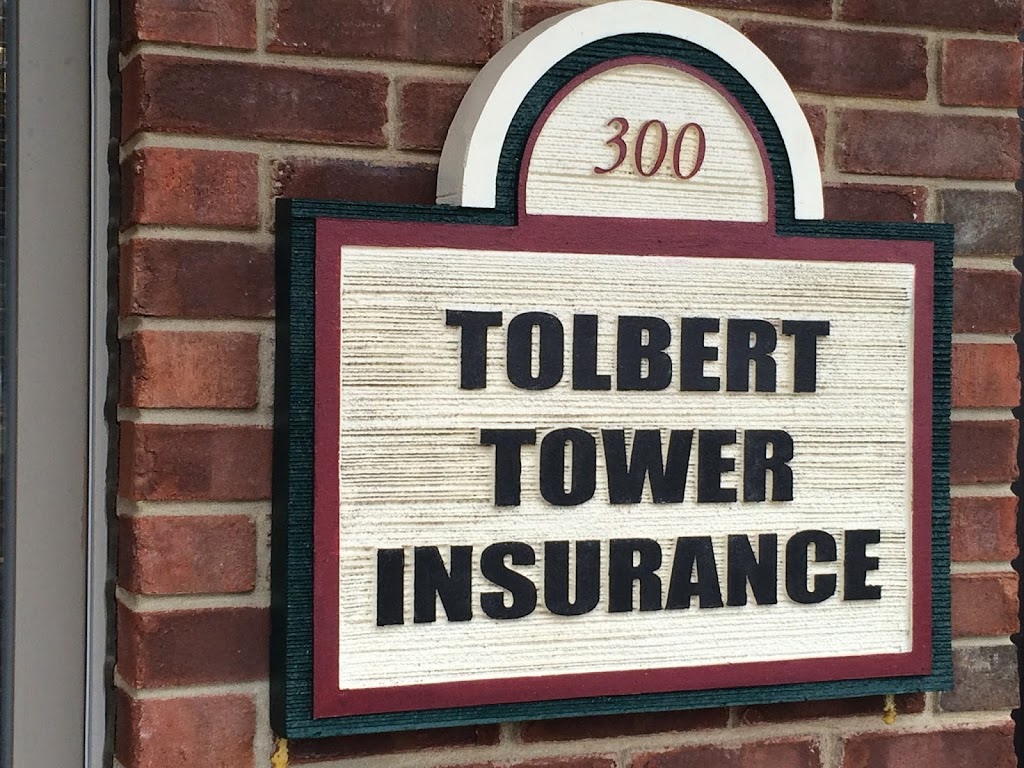 300
TOLBERT
TOWER
INSURANCE